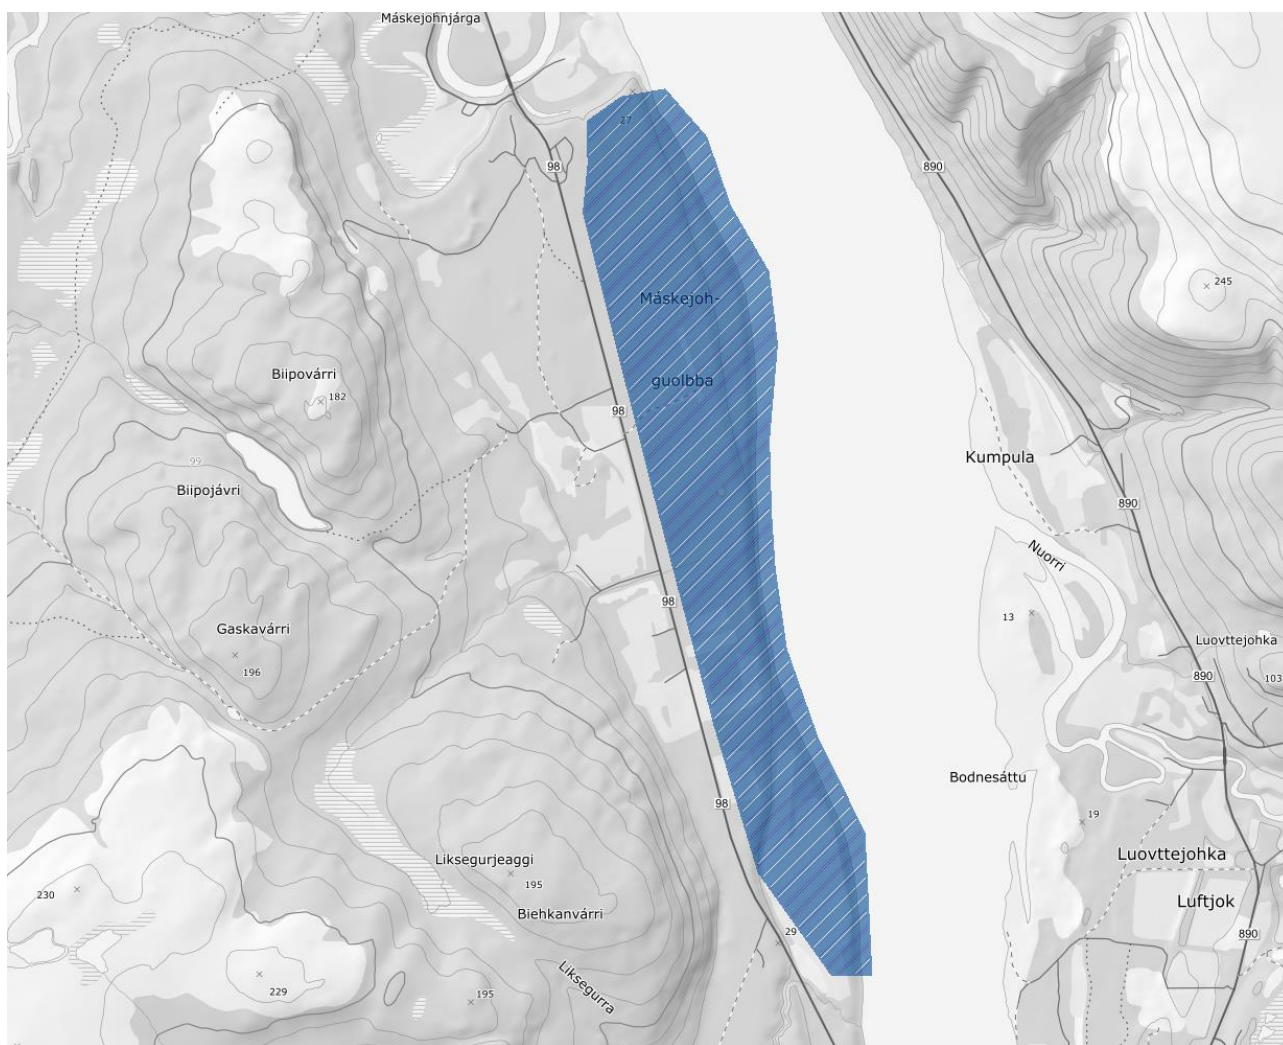 Máskejohnjárga
27
98
890
245
Máskejoh-
guolbba
Biipovárri
182
98
Kumpula
99
Biipojávri
890
Nuorri
98
13
Gaskavárri
Luovttejohka
196
890
103
Bodnesáttu
98
19
Liksegurjeaggi
Luovttejohka
195
230
Luftjok
Biehkanvárri
29
890
Liksegurra
229
195